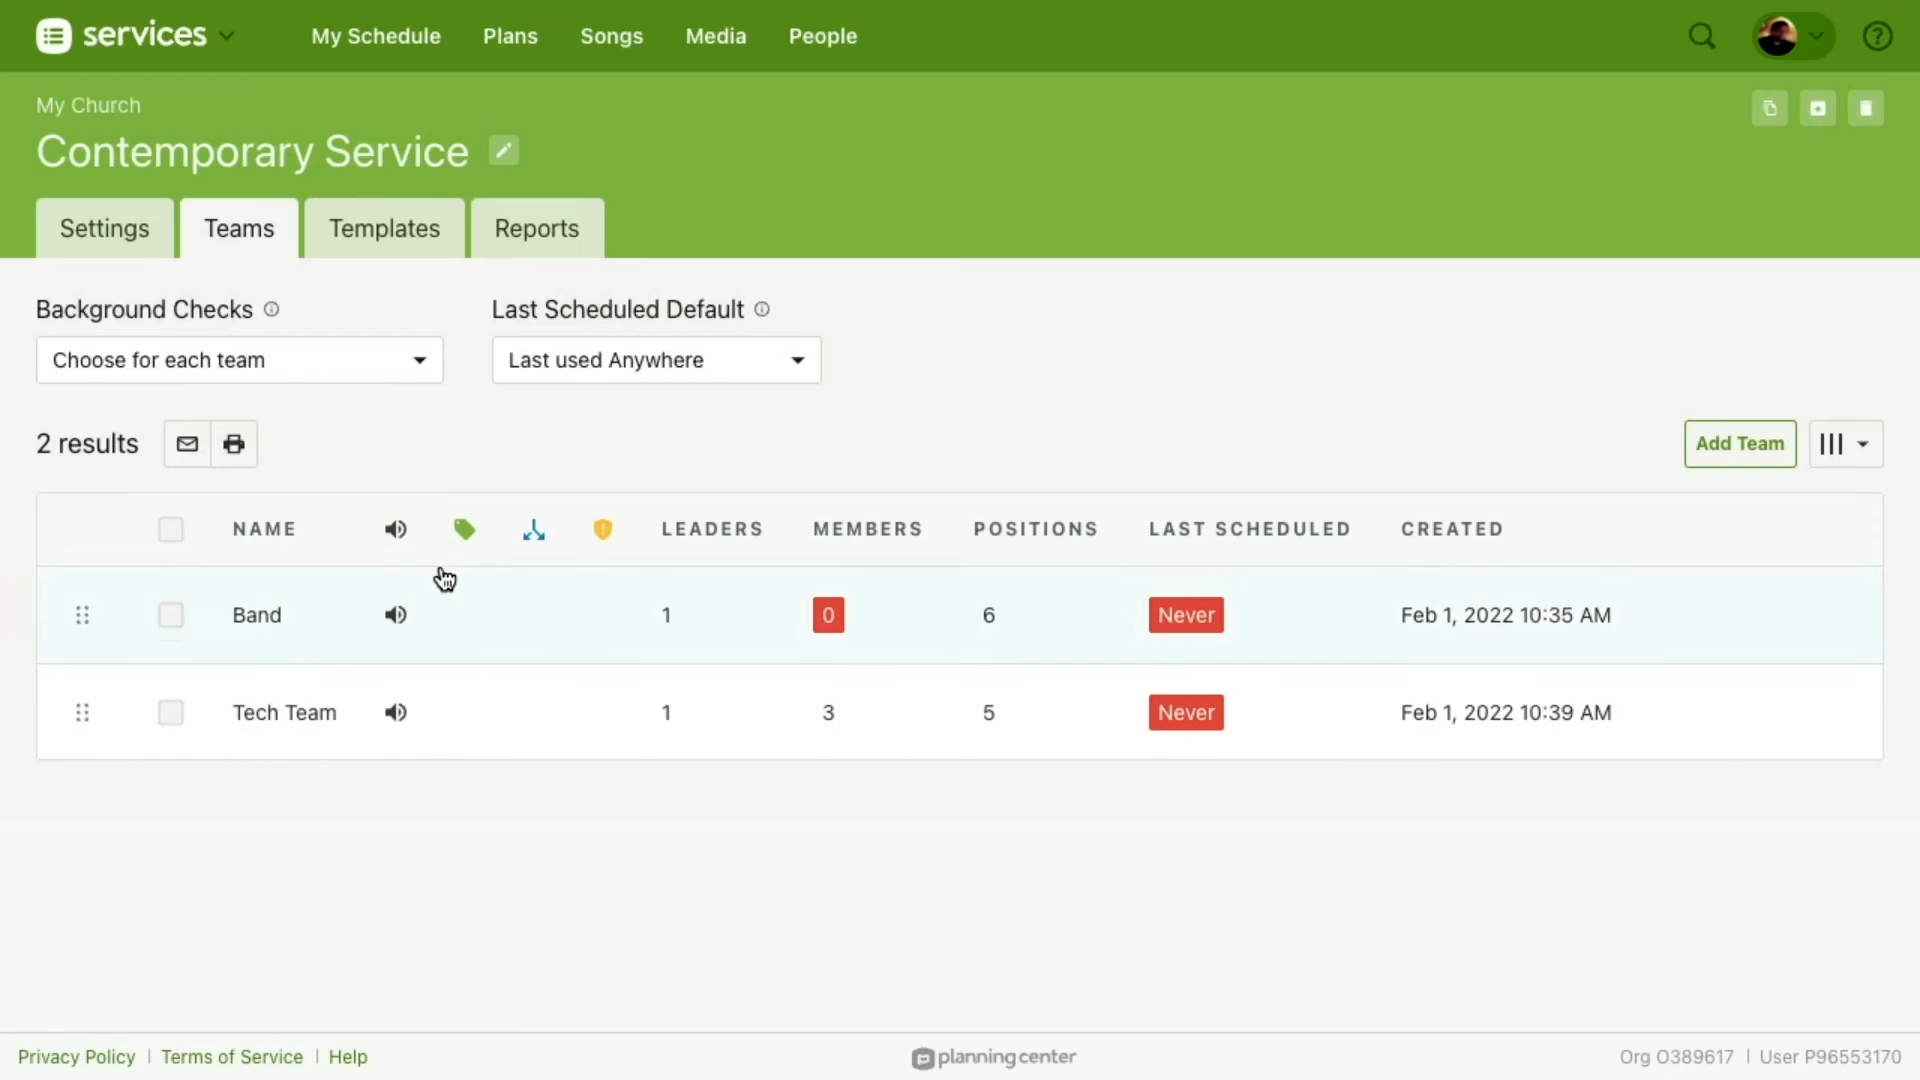 services My Schedule Plans Songs Media People
My Church
Contemporary Service
Settings Teams Templates Reports
Background Checks Last Scheduled Default
Choose for each team Last used Anywhere
2 results Add Team
NAME LEADERS MEMBERS POSITIONS LAST SCHEDULED CREATED
Band 1 0 6 Never Feb 1, 2022 10:35 AM
Tech Team 1 3 5 Never Feb 1, 2022 10:39 AM
Privacy Policy | Terms of Service | Help planning center Org O389617 | User P96553170